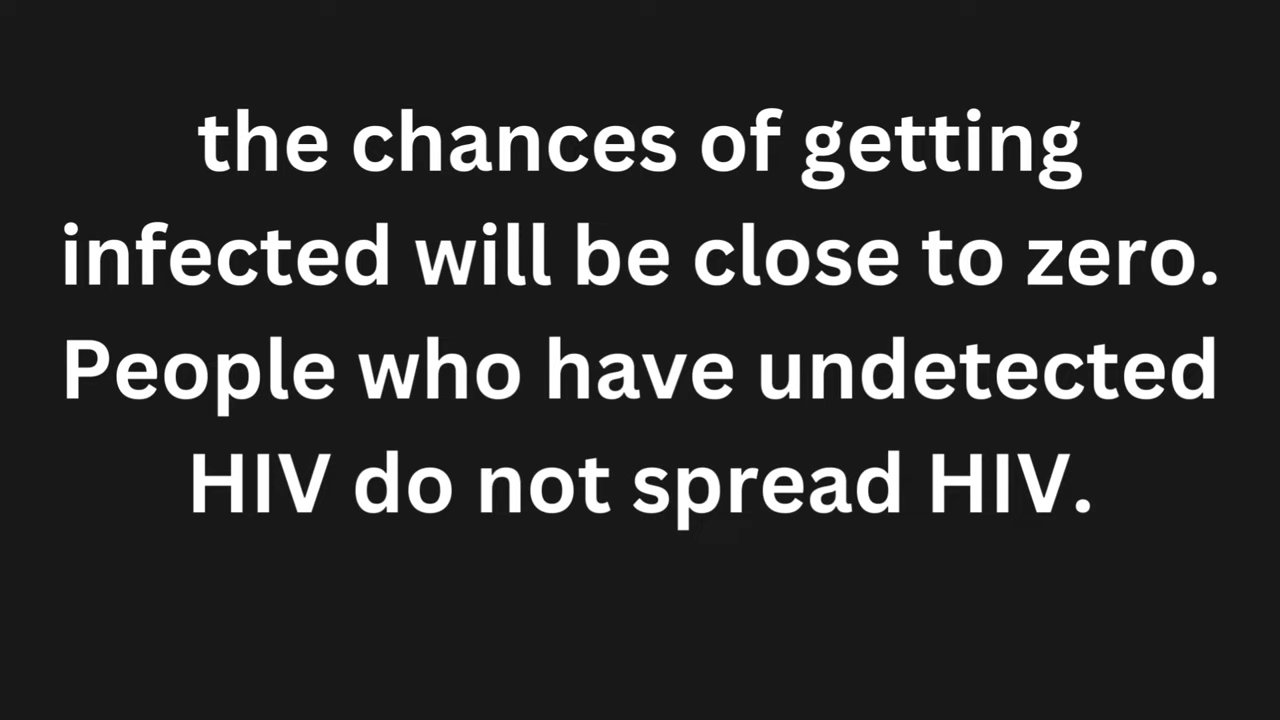 the chances of getting
infected will be close to zero.
People who have undetected
HIV do not spread HIV.